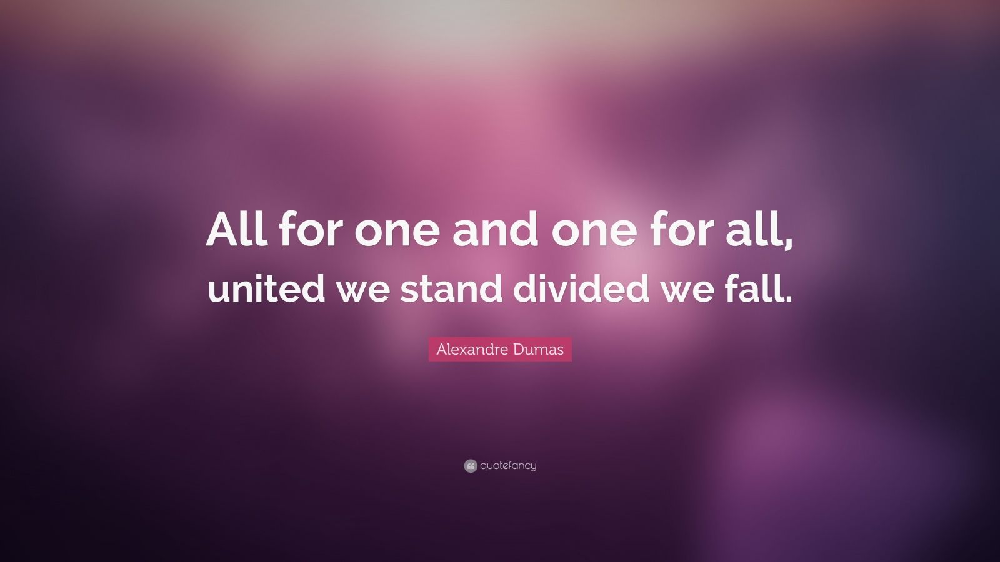 All for one and one for all,
united we stand divided we fall.
Alexandre Dumas
quotefancy